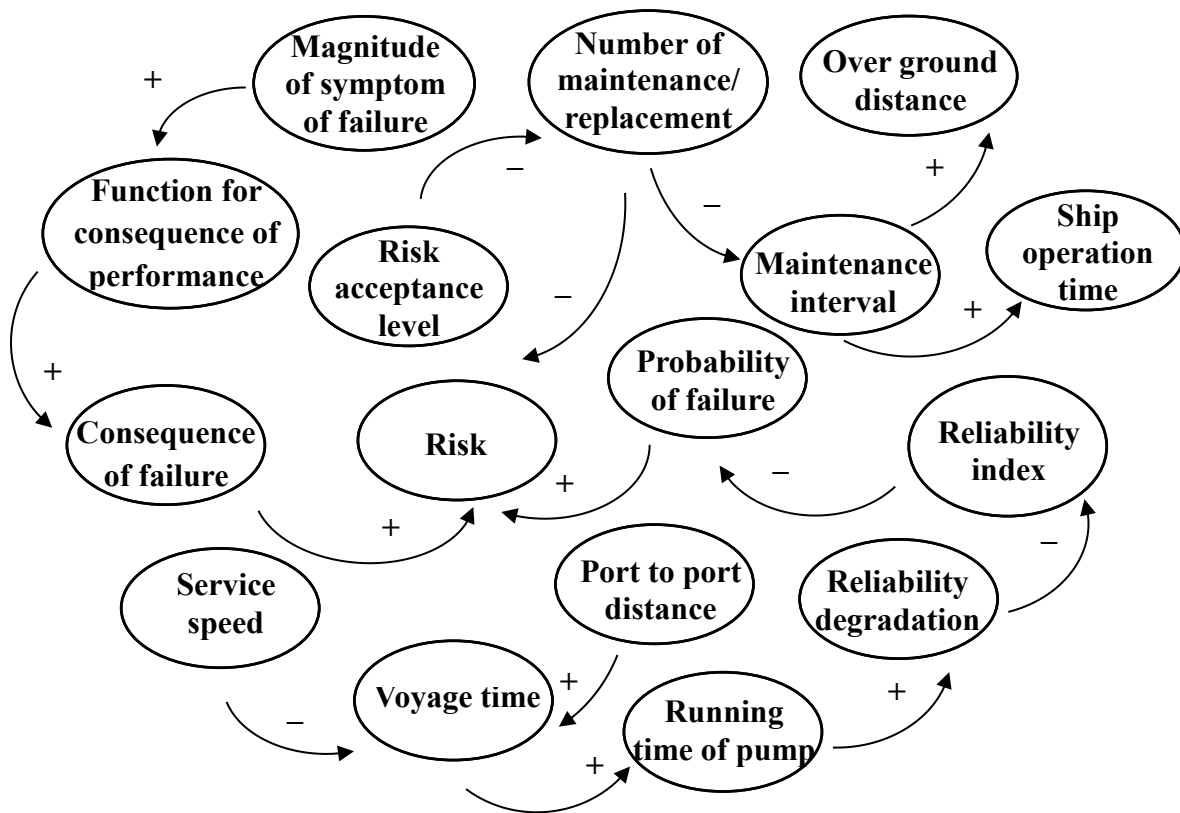 +
Magnitude
of symptom
of failure
Number of
maintenance/
replacement
Over ground
distance
−
+
Function for
consequence of
performance
Risk
acceptance
level
−
−
Maintenance
interval
Ship
operation
time
+
+
Probability
of failure
Consequence
of failure
Risk
+
−
Reliability
index
+
−
Service
speed
Port to port
distance
Reliability
degradation
Voyage time
+
−
Running
time of pump
+
+